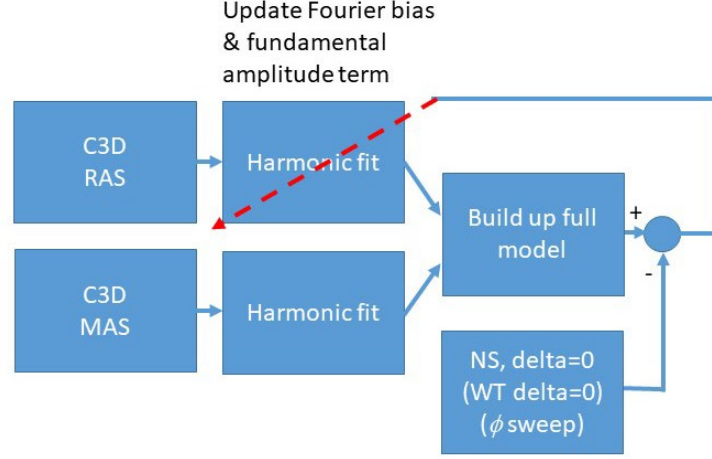 Update Fourier bias
& fundamental
amplitude term
C3D
RAS
Harmonic fit
C3D
MAS
Harmonic fit
Build up full
model
+
-
NS, delta=0
(WT delta=0)
(ϕ sweep)